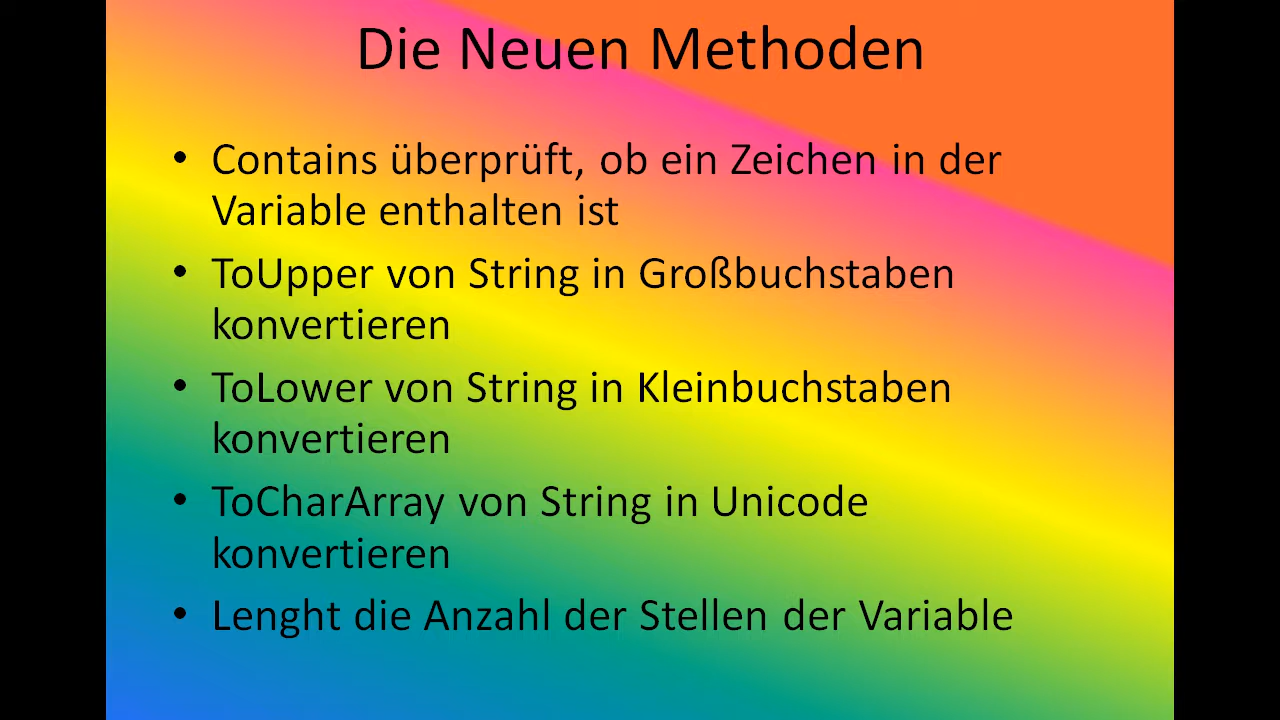 Die Neuen Methoden
• Contains überprüft, ob ein Zeichen in der
Variable enthalten ist
• ToUpper von String in Großbuchstaben
konvertieren
• ToLower von String in Kleinbuchstaben
konvertieren
• ToCharArray von String in Unicode
konvertieren
• Lenght die Anzahl der Stellen der Variable